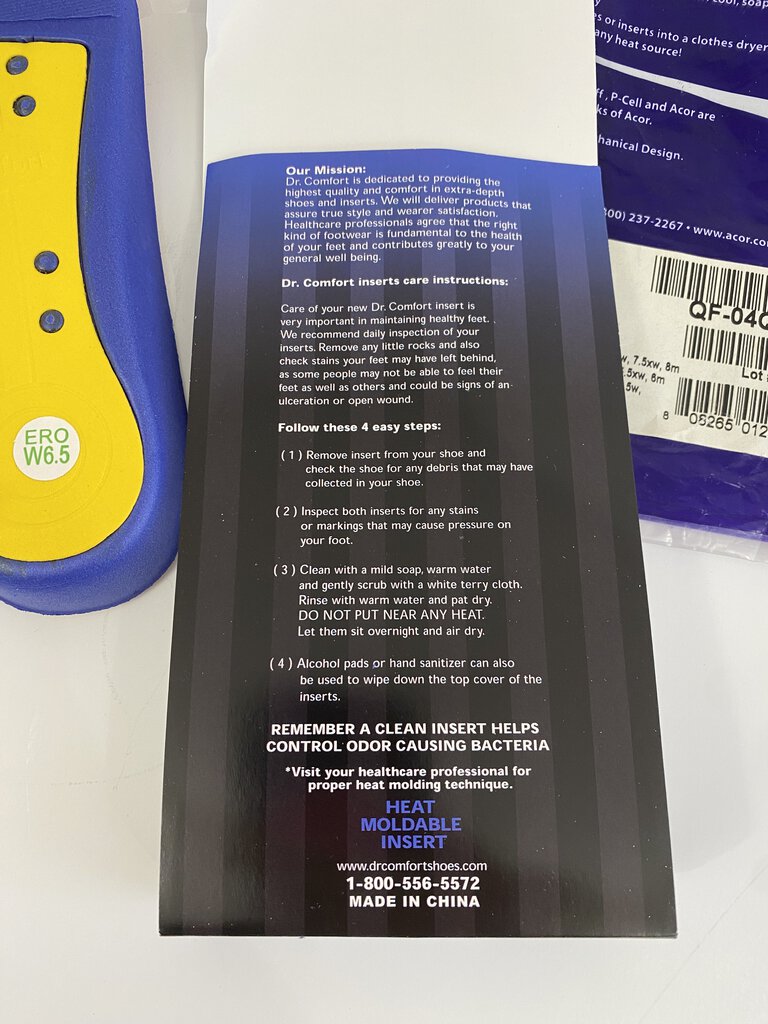 cool, soap
s or inserts into a clothes dryer
any heat source!
P-Cell and Acor are
ks of Acor.
hanical Design.
800) 237-2267 • www.acor.co
QF-04
w, 7.5xw, 8m
.5xw, 8m
5w,
Lot
8 05265 012
ERO
W6.5
Our Mission:
Dr. Comfort is dedicated to providing the
highest quality and comfort in extra-depth
shoes and inserts. We will deliver products that
assure true style and wearer satisfaction.
Healthcare professionals agree that the right
kind of footwear is fundamental to the health
of your feet and contributes greatly to your
general well being.
Dr. Comfort inserts care instructions:
Care of your new Dr. Comfort insert is
very important in maintaining healthy feet.
We recommend daily inspection of your
inserts. Remove any little rocks and also
check stains your feet may have left behind,
as some people may not be able to feel their
feet as well as others and could be signs of an
ulceration or open wound.
Follow these 4 easy steps:
(1) Remove insert from your shoe and
check the shoe for any debris that may have
collected in your shoe.
(2) Inspect both inserts for any stains
or markings that may cause pressure on
your foot.
(3) Clean with a mild soap, warm water
and gently scrub with a white terry cloth.
Rinse with warm water and pat dry.
DO NOT PUT NEAR ANY HEAT.
Let them sit overnight and air dry.
(4) Alcohol pads or hand sanitizer can also
be used to wipe down the top cover of the
inserts.
REMEMBER A CLEAN INSERT HELPS
CONTROL ODOR CAUSING BACTERIA
*Visit your healthcare professional for
proper heat molding technique.
HEAT
MOLDABLE
INSERT
www.drcomfortshoes.com
1-800-556-5572
MADE IN CHINA